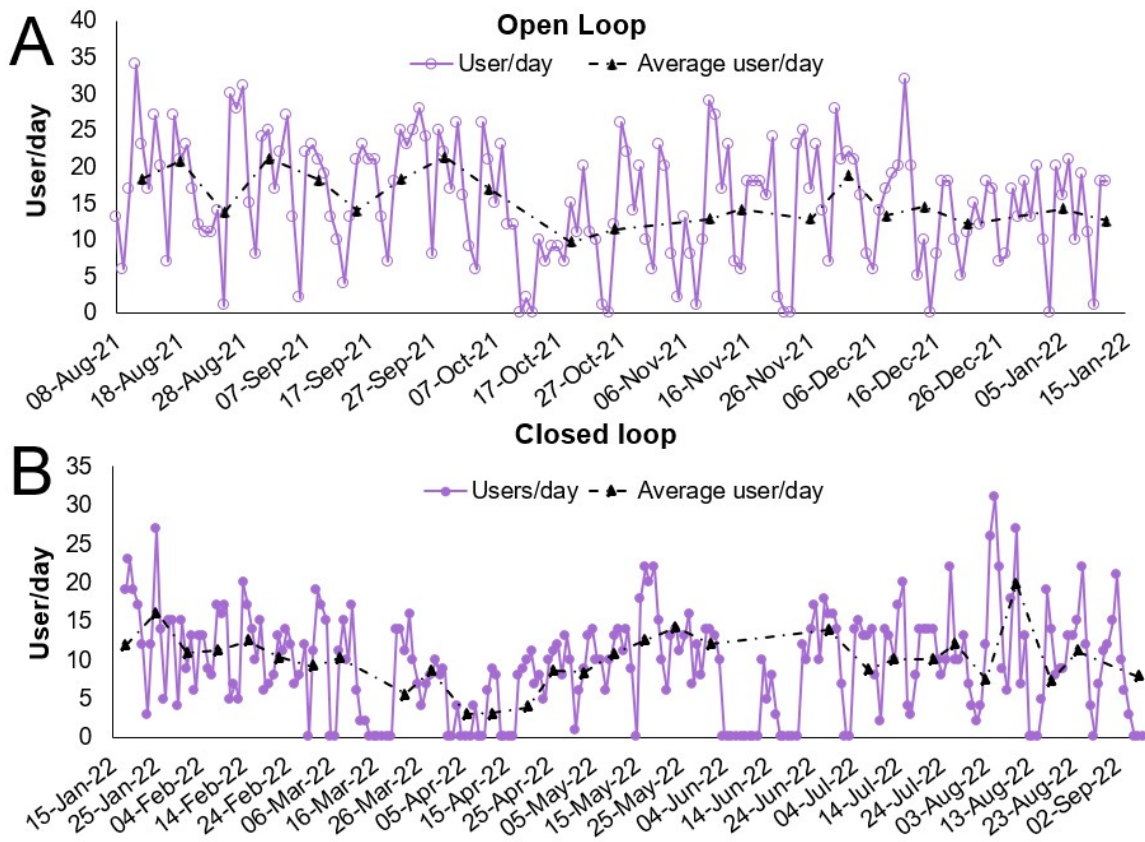 A
Open Loop
User/day
Average user/day
User/day
40
35
30
25
20
15
10
5
0
08-Aug-21
18-Aug-21
28-Aug-21
07-Sep-21
17-Sep-21
27-Sep-21
07-Oct-21
17-Oct-21
27-Oct-21
06-Nov-21
16-Nov-21
26-Nov-21
06-Dec-21
16-Dec-21
26-Dec-21
05-Jan-22
15-Jan-22
B
Closed loop
Users/day
Average user/day
User/day
35
30
25
20
15
10
5
0
15-Jan-22
25-Jan-22
04-Feb-22
14-Feb-22
24-Feb-22
06-Mar-22
16-Mar-22
26-Mar-22
05-Apr-22
15-Apr-22
25-Apr-22
05-May-22
15-May-22
25-May-22
04-Jun-22
14-Jun-22
24-Jun-22
04-Jul-22
14-Jul-22
24-Jul-22
03-Aug-22
13-Aug-22
23-Aug-22
02-Sep-22